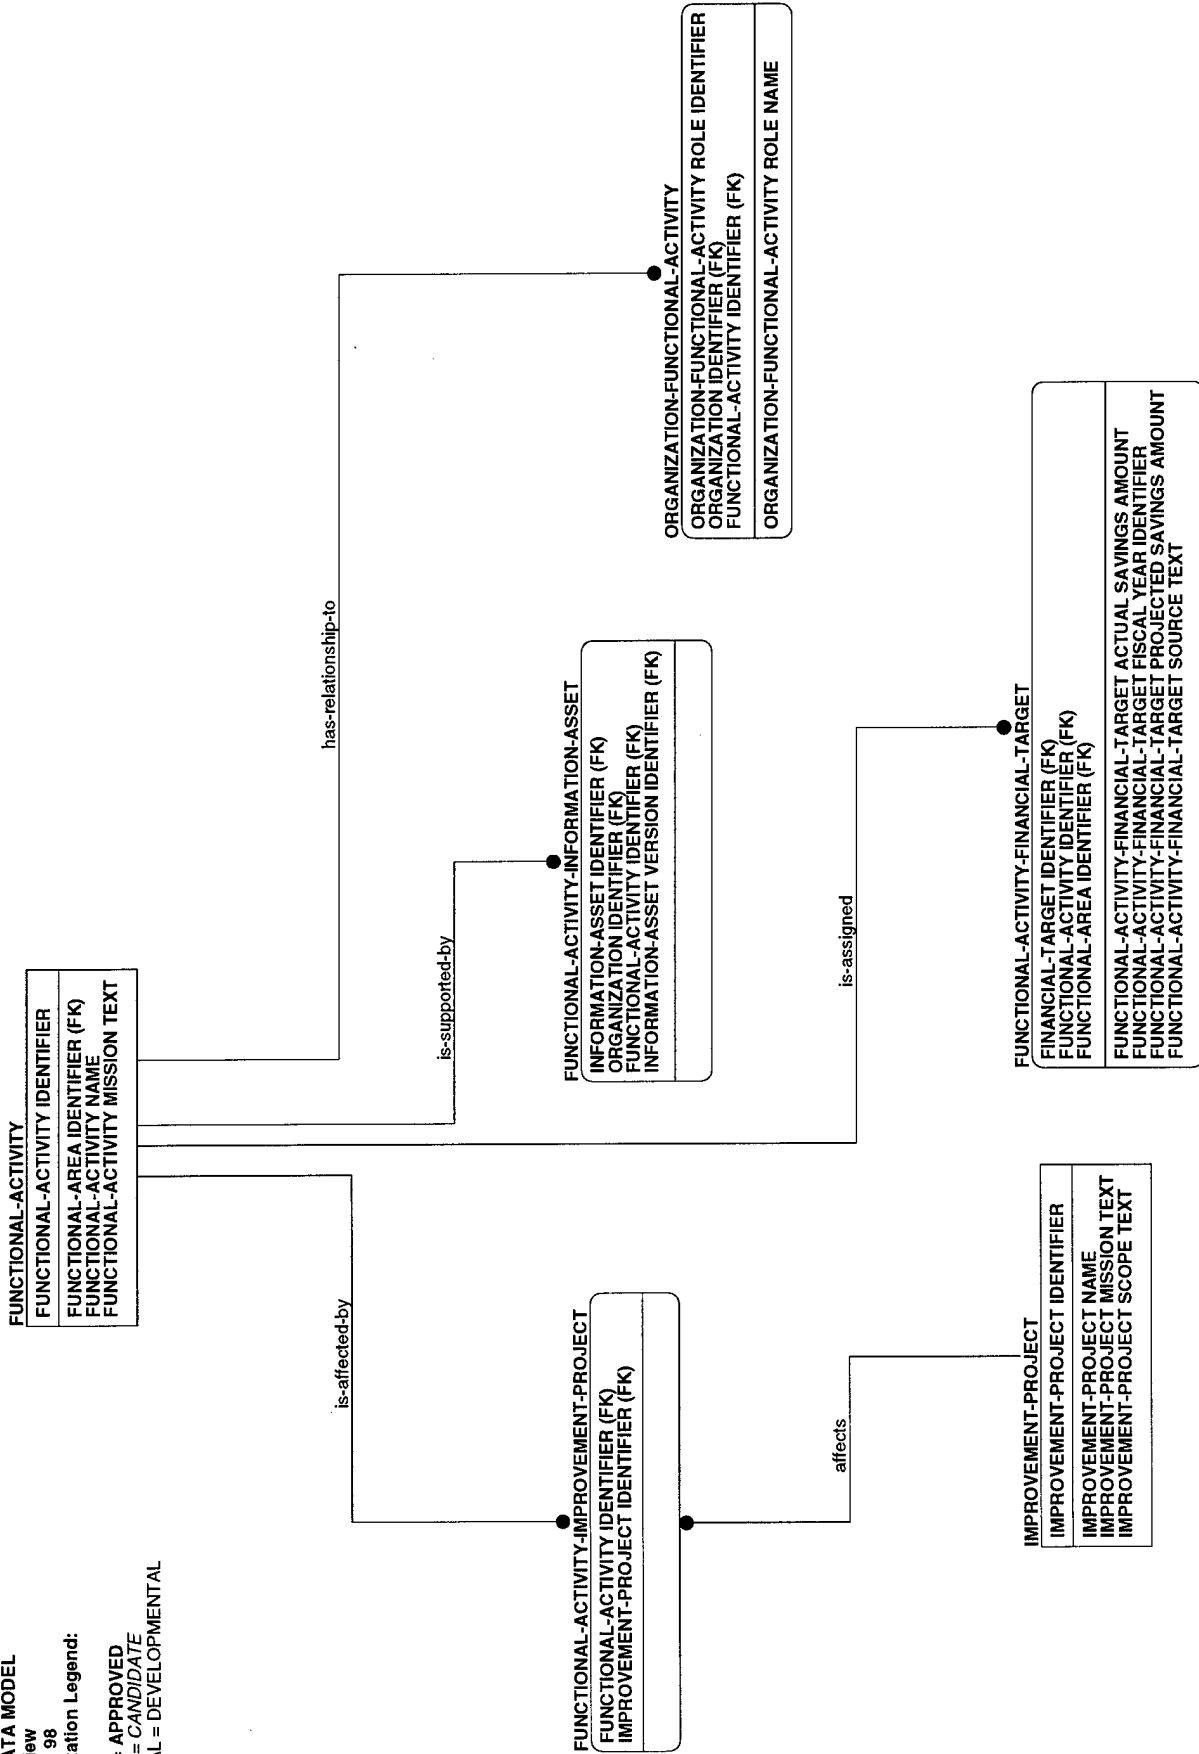 ATA MODEL
98
Legend:
= APPROVED
= CANDIDATE
= DEVELOPMENTAL
FUNCTIONAL-ACTIVITY
FUNCTIONAL-ACTIVITY IDENTIFIER
FUNCTIONAL-AREA IDENTIFIER (FK)
FUNCTIONAL-ACTIVITY NAME
FUNCTIONAL-ACTIVITY MISSION TEXT
is-affected-by
is-supported-by
has-relationship-to
FUNCTIONAL-ACTIVITY-IMPROVEMENT-PROJECT
FUNCTIONAL-ACTIVITY IDENTIFIER (FK)
IMPROVEMENT-PROJECT IDENTIFIER (FK)
FUNCTIONAL-ACTIVITY-INFORMATION-ASSET
INFORMATION-ASSET IDENTIFIER (FK)
ORGANIZATION IDENTIFIER (FK)
FUNCTIONAL-ACTIVITY IDENTIFIER (FK)
INFORMATION-ASSET VERSION IDENTIFIER (FK)
ORGANIZATION-FUNCTIONAL-ACTIVITY
ORGANIZATION-FUNCTIONAL-ACTIVITY ROLE IDENTIFIER
ORGANIZATION IDENTIFIER (FK)
FUNCTIONAL-ACTIVITY IDENTIFIER (FK)
ORGANIZATION-FUNCTIONAL-ACTIVITY ROLE NAME
affects
is-assigned
IMPROVEMENT-PROJECT
IMPROVEMENT-PROJECT IDENTIFIER
IMPROVEMENT-PROJECT NAME
IMPROVEMENT-PROJECT MISSION TEXT
IMPROVEMENT-PROJECT SCOPE TEXT
FUNCTIONAL-ACTIVITY-FINANCIAL-TARGET
FINANCIAL-TARGET IDENTIFIER (FK)
FUNCTIONAL-ACTIVITY IDENTIFIER (FK)
FUNCTIONAL-AREA IDENTIFIER (FK)
FUNCTIONAL-ACTIVITY-FINANCIAL-TARGET ACTUAL SAVINGS AMOUNT
FUNCTIONAL-ACTIVITY-FINANCIAL-TARGET FISCAL YEAR IDENTIFIER
FUNCTIONAL-ACTIVITY-FINANCIAL-TARGET PROJECTED SAVINGS AMOUNT
FUNCTIONAL-ACTIVITY-FINANCIAL-TARGET SOURCE TEXT